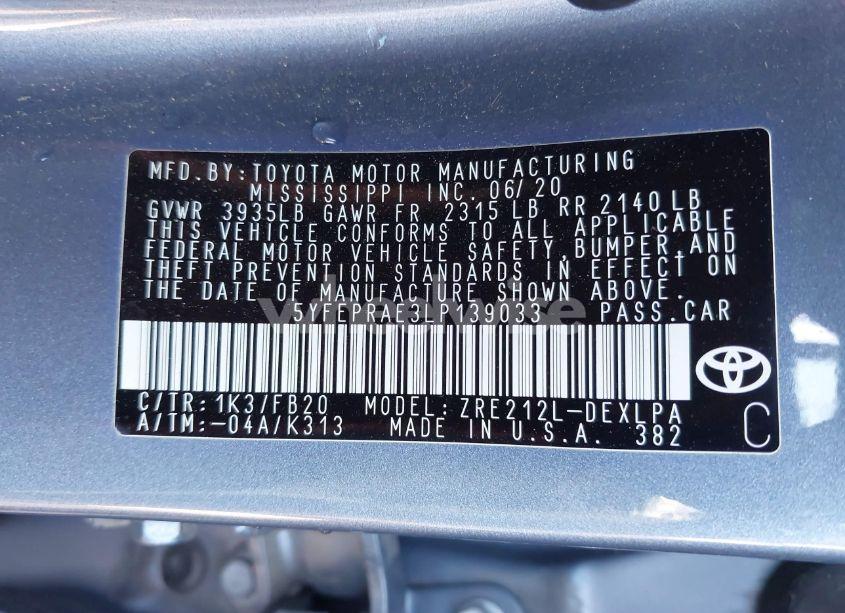 MFD. BY: TOYOTA MOTOR MANUFACTURING
MISSISSIPPI INC. 06/20
GVWR 3935LB GAWR FR 2315 LB RR 2140 LB
THIS VEHICLE CONFORMS TO ALL APPLICABLE
FEDERAL MOTOR VEHICLE SAFETY, BUMPER, AND
THEFT PREVENTION STANDARDS IN EFFECT ON
THE DATE OF MANUFACTURE SHOWN ABOVE.
5YFEPRAE3LP139033 PASS. CAR
wheelwise
C/TR: 1K3/FB20 MODEL: ZRE212L-DEXLPA
A/TM: -04A/K313 MADE IN U.S.A. 382
C